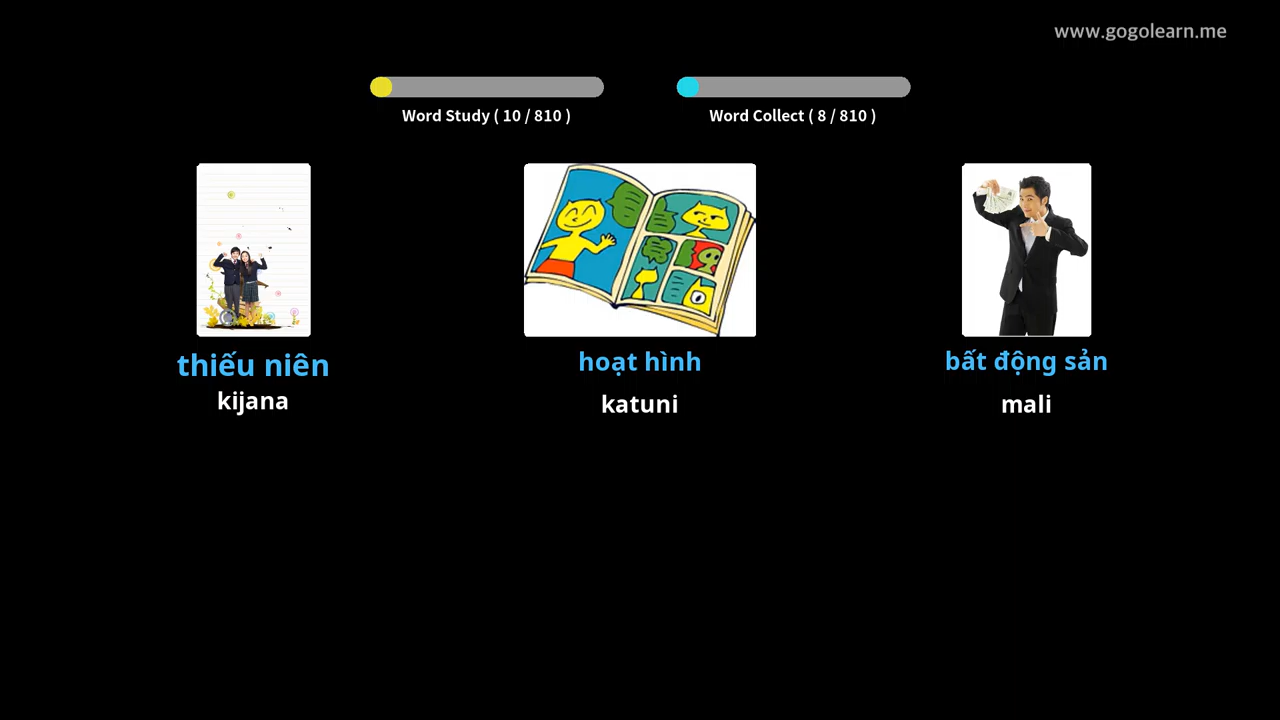 www.gogolearn.me
Word Study ( 10 / 810 )
Word Collect ( 8 / 810 )
thiếu niên
hoạt hình
bất động sản
kijana
katuni
mali